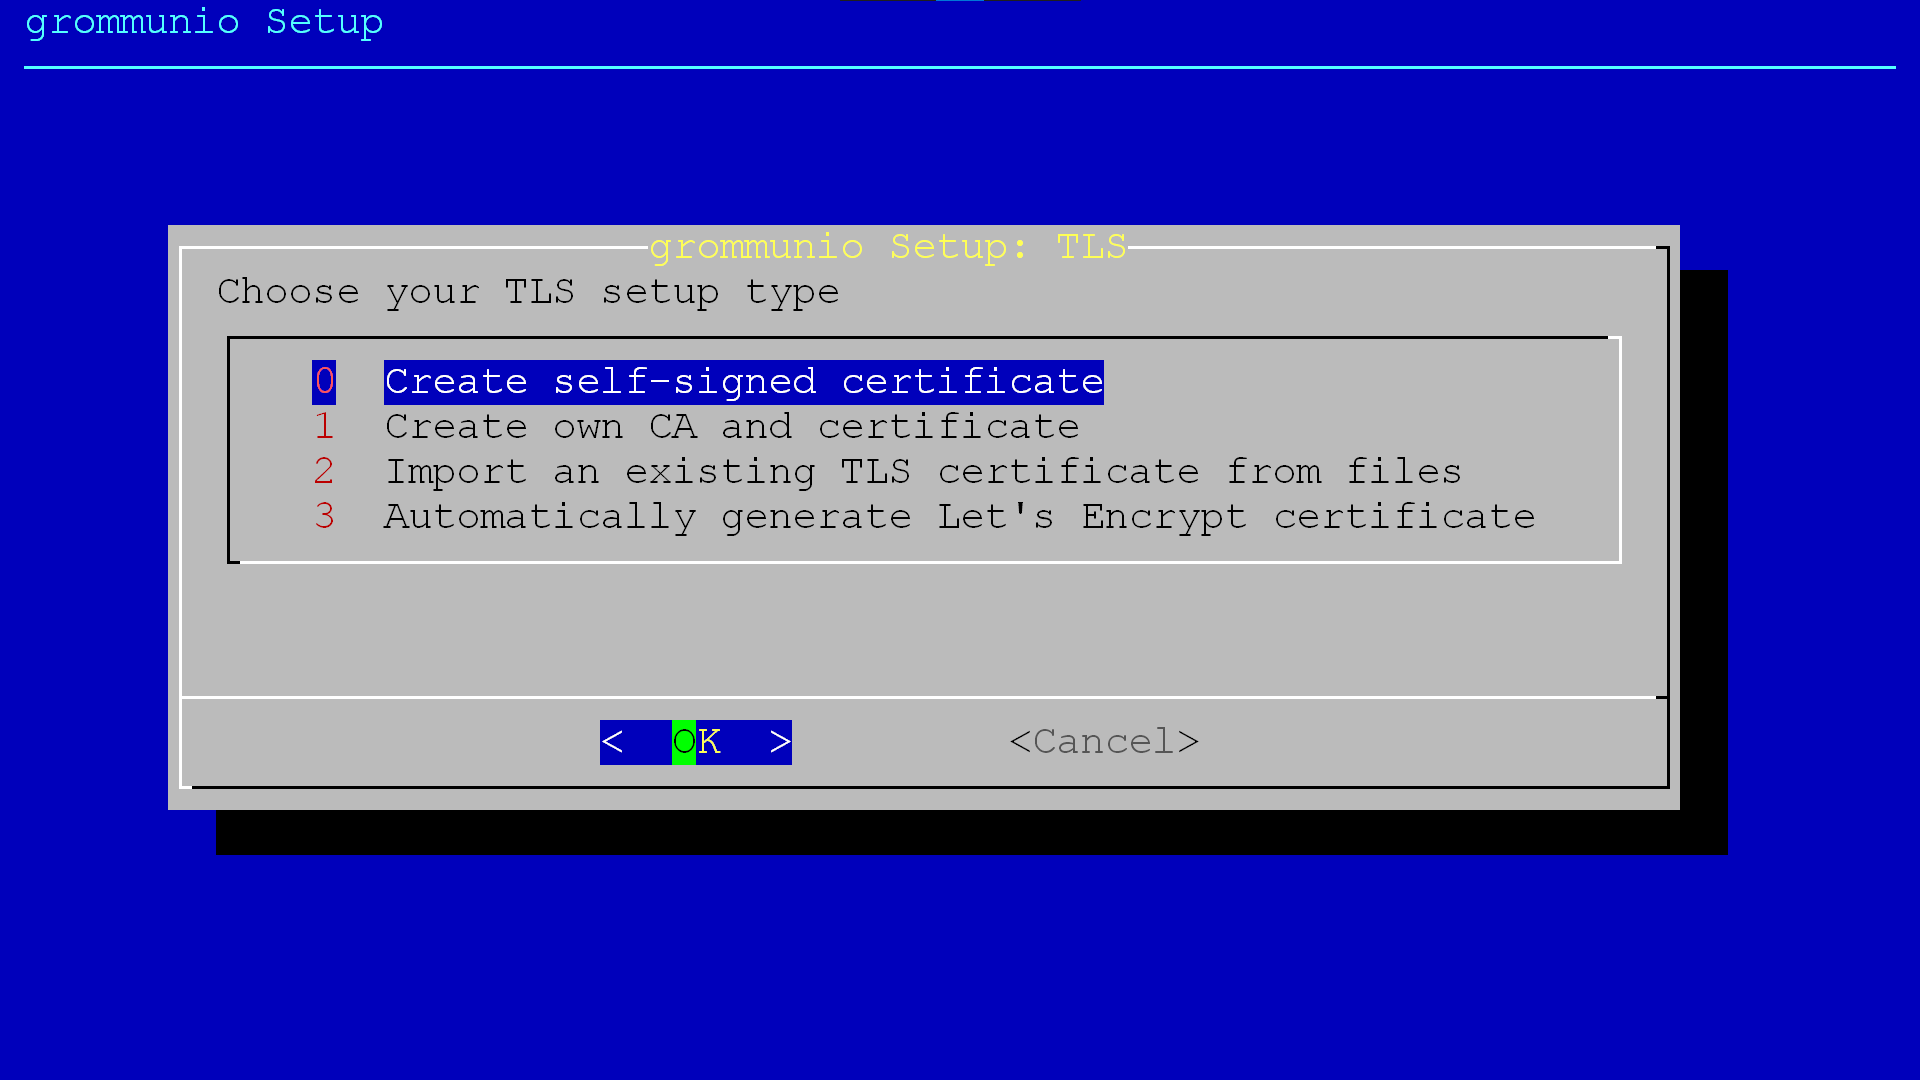 grommunio Setup
grommunio Setup: TLS
Choose your TLS setup type
0 Create self-signed certificate
1 Create own CA and certificate
2 Import an existing TLS certificate from files
3 Automatically generate Let's Encrypt certificate
< OK > <Cancel>